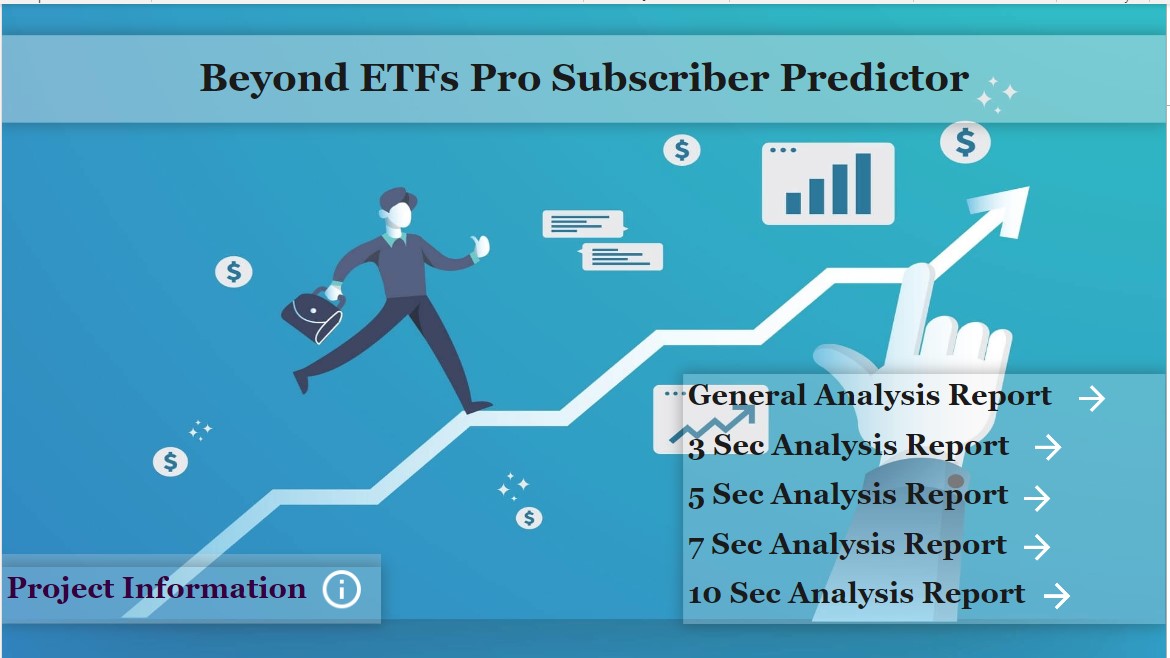 Beyond ETFs Pro Subscriber Predictor
$
$
$
$
$
General Analysis Report
3 Sec Analysis Report
5 Sec Analysis Report
7 Sec Analysis Report
10 Sec Analysis Report
Project Information